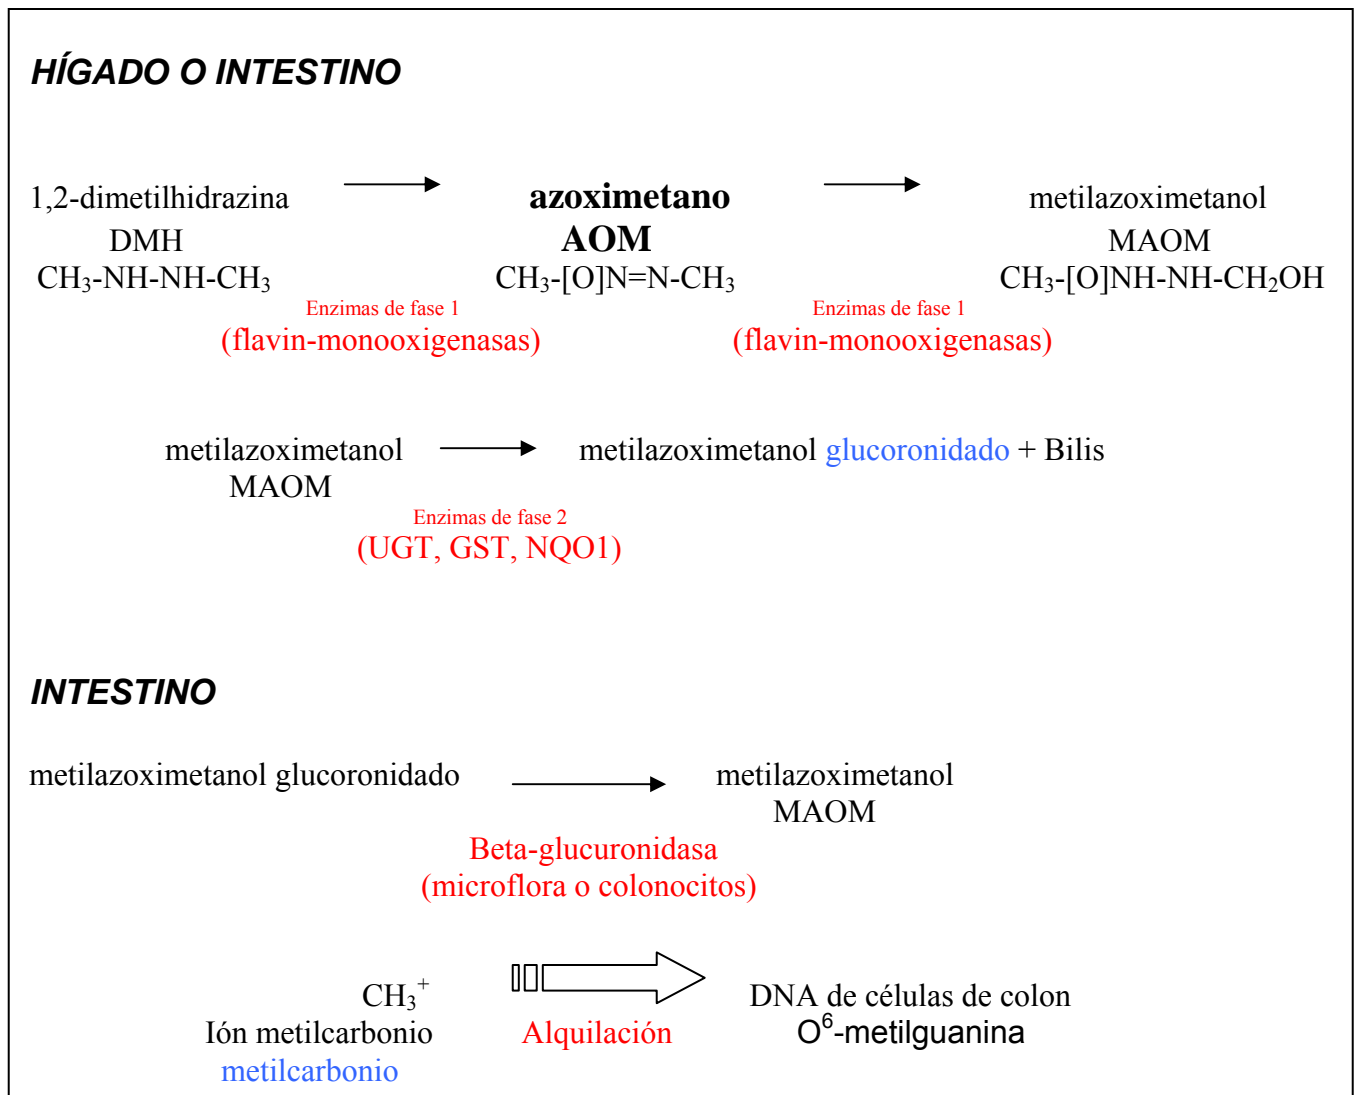 HÍGADO O INTESTINO
1,2-dimetilhidrazina azoximetano metilazoximetanol
DMH AOM MAOM
CH₃-NH-NH-CH₃ CH₃-[O]N=N-CH₃ CH₃-[O]NH-NH-CH₂OH
Enzimas de fase 1 Enzimas de fase 1
(flavin-monooxigenasas) (flavin-monooxigenasas)
metilazoximetanol metilazoximetanol glucoronidado + Bilis
MAOM
Enzimas de fase 2
(UGT, GST, NQO1)
INTESTINO
metilazoximetanol glucoronidado metilazoximetanol
MAOM
Beta-glucuronidasa
(microflora o colonocitos)
CH₃⁺ DNA de células de colon
Ión metilcarbonio Alquilación O⁶-metilguanina
metilcarbonio